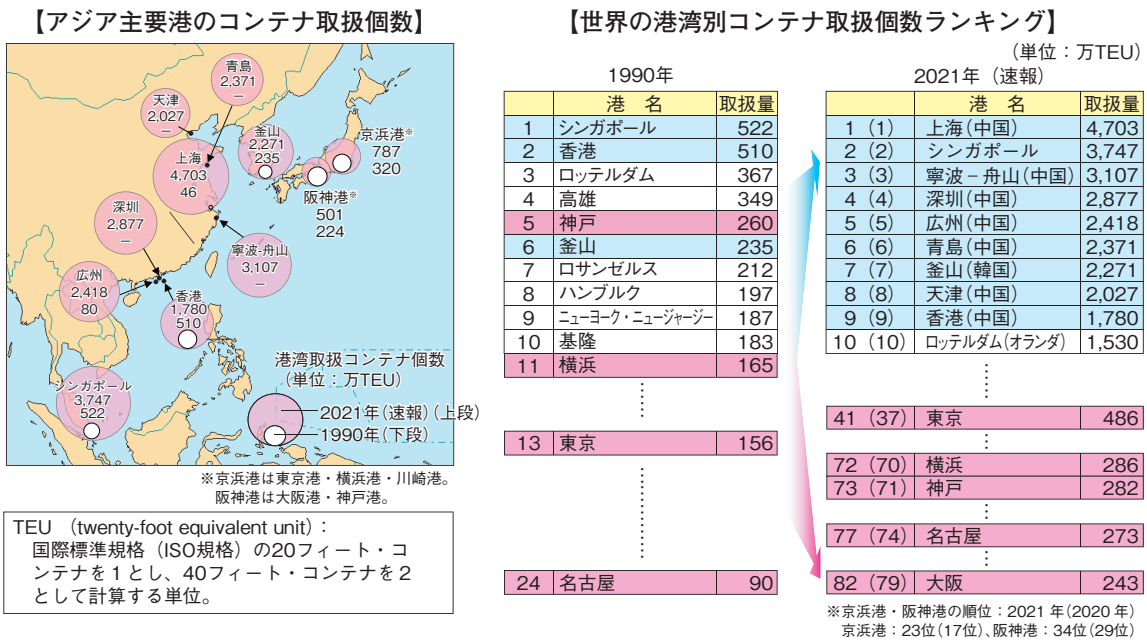 【アジア主要港のコンテナ取扱個数】
青島
2,371
－
天津
2,027
－
釜山
2,271
235
京浜港※
787
320
上海
4,703
46
阪神港※
501
224
深圳
2,877
－
寧波-舟山
3,107
－
広州
2,418
80
香港
1,780
510
シンガポール
3,747
522
港湾取扱コンテナ個数
（単位：万TEU）
2021年（速報）（上段）
1990年（下段）
※京浜港は東京港・横浜港・川崎港。
阪神港は大阪港・神戸港。
TEU （twenty-foot equivalent unit）：
国際標準規格（ISO規格）の20フィート・コ
ンテナを１とし、40フィート・コンテナを２
として計算する単位。
【世界の港湾別コンテナ取扱個数ランキング】
（単位：万TEU）
1990年
港 名 取扱量
1 シンガポール 522
2 香港 510
3 ロッテルダム 367
4 高雄 349
5 神戸 260
6 釜山 235
7 ロサンゼルス 212
8 ハンブルク 197
9 ニューヨーク・ニュージャージー 187
10 基隆 183
11 横浜 165
13 東京 156
24 名古屋 90
2021年（速報）
港 名 取扱量
1 (1) 上海（中国） 4,703
2 (2) シンガポール 3,747
3 (3) 寧波－舟山（中国） 3,107
4 (4) 深圳（中国） 2,877
5 (5) 広州（中国） 2,418
6 (6) 青島（中国） 2,371
7 (7) 釜山（韓国） 2,271
8 (8) 天津（中国） 2,027
9 (9) 香港（中国） 1,780
10 (10) ロッテルダム（オランダ） 1,530
41 (37) 東京 486
72 (70) 横浜 286
73 (71) 神戸 282
77 (74) 名古屋 273
82 (79) 大阪 243
※京浜港・阪神港の順位：2021 年（2020 年）
京浜港：23位（17位）、阪神港：34位（29位）